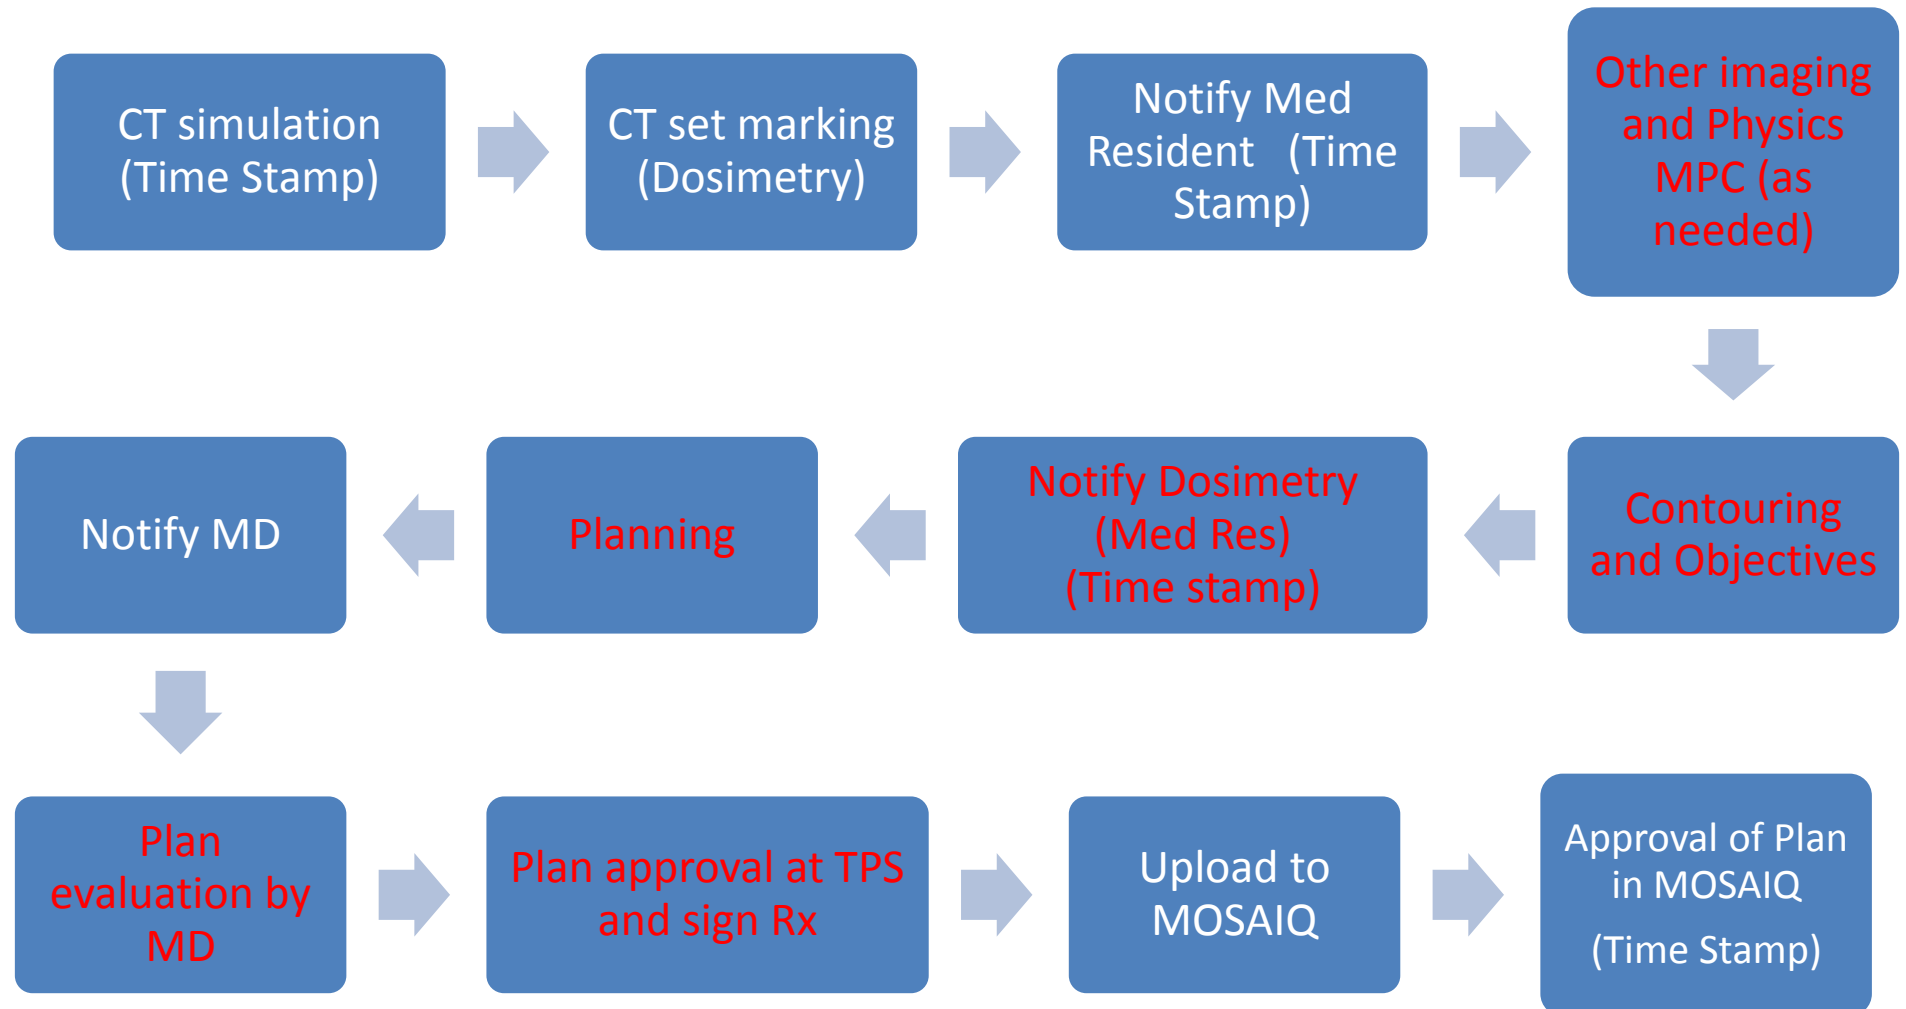 CT simulation
(Time Stamp)
CT set marking
(Dosimetry)
Notify Med
Resident (Time
Stamp)
Other imaging
and Physics
MPC (as
needed)
Contouring
and Objectives
Notify Dosimetry
(Med Res)
(Time stamp)
Planning
Notify MD
Plan
evaluation by
MD
Plan approval at TPS
and sign Rx
Upload to
MOSAIQ
Approval of Plan
in MOSAIQ
(Time Stamp)